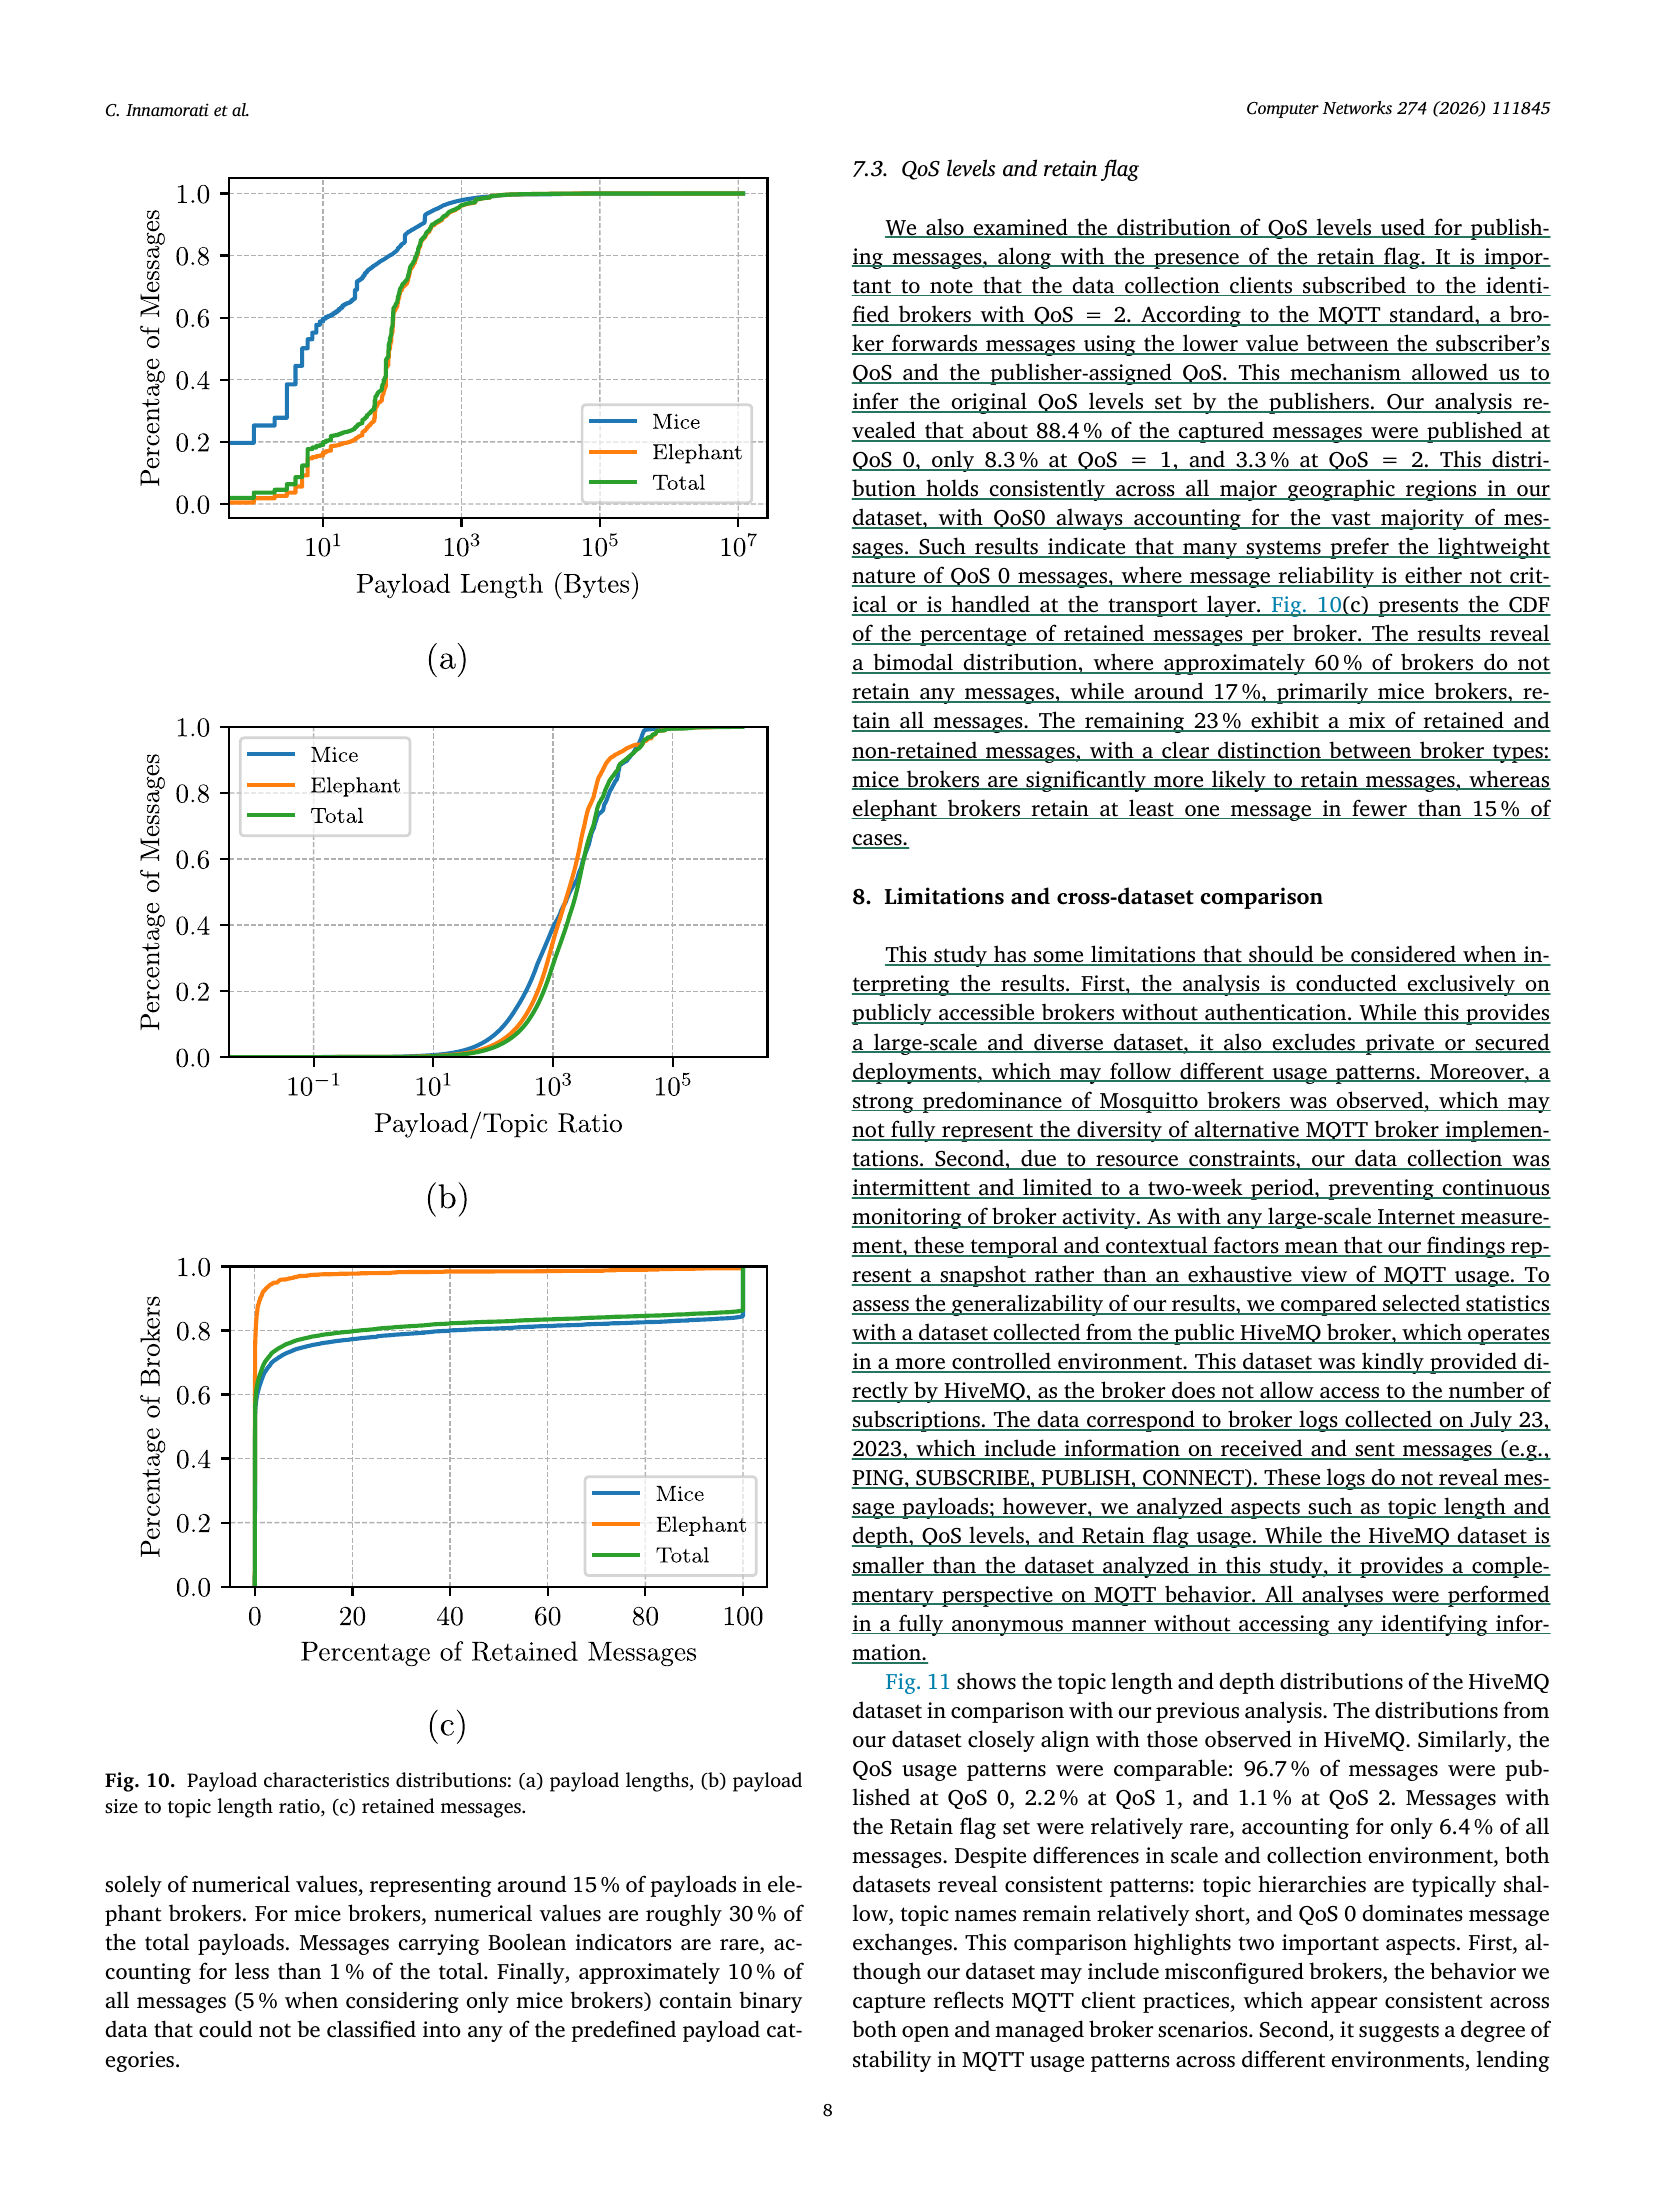 C. Innamorati et al.
Computer Networks 274 (2026) 111845
1.0
0.8
0.6
0.4
0.2
0.0
Percentage of Messages
Mice
Elephant
Total
10¹
10³
10⁵
10⁷
Payload Length (Bytes)
(a)
1.0
0.8
0.6
0.4
0.2
0.0
Percentage of Messages
Mice
Elephant
Total
10⁻¹
10¹
10³
10⁵
Payload/Topic Ratio
(b)
1.0
0.8
0.6
0.4
0.2
0.0
Percentage of Brokers
Mice
Elephant
Total
0
20
40
60
80
100
Percentage of Retained Messages
(c)
Fig. 10. Payload characteristics distributions: (a) payload lengths, (b) payload
size to topic length ratio, (c) retained messages.
solely of numerical values, representing around 15 % of payloads in ele-
phant brokers. For mice brokers, numerical values are roughly 30 % of
the total payloads. Messages carrying Boolean indicators are rare, ac-
counting for less than 1 % of the total. Finally, approximately 10 % of
all messages (5 % when considering only mice brokers) contain binary
data that could not be classified into any of the predefined payload cat-
egories.
7.3. QoS levels and retain flag
We also examined the distribution of QoS levels used for publish-
ing messages, along with the presence of the retain flag. It is impor-
tant to note that the data collection clients subscribed to the identi-
fied brokers with QoS = 2. According to the MQTT standard, a bro-
ker forwards messages using the lower value between the subscriber's
QoS and the publisher-assigned QoS. This mechanism allowed us to
infer the original QoS levels set by the publishers. Our analysis re-
vealed that about 88.4 % of the captured messages were published at
QoS 0, only 8.3 % at QoS = 1, and 3.3 % at QoS = 2. This distri-
bution holds consistently across all major geographic regions in our
dataset, with QoS0 always accounting for the vast majority of mes-
sages. Such results indicate that many systems prefer the lightweight
nature of QoS 0 messages, where message reliability is either not crit-
ical or is handled at the transport layer. Fig. 10(c) presents the CDF
of the percentage of retained messages per broker. The results reveal
a bimodal distribution, where approximately 60 % of brokers do not
retain any messages, while around 17 %, primarily mice brokers, re-
tain all messages. The remaining 23 % exhibit a mix of retained and
non-retained messages, with a clear distinction between broker types:
mice brokers are significantly more likely to retain messages, whereas
elephant brokers retain at least one message in fewer than 15 % of
cases.
8. Limitations and cross-dataset comparison
This study has some limitations that should be considered when in-
terpreting the results. First, the analysis is conducted exclusively on
publicly accessible brokers without authentication. While this provides
a large-scale and diverse dataset, it also excludes private or secured
deployments, which may follow different usage patterns. Moreover, a
strong predominance of Mosquitto brokers was observed, which may
not fully represent the diversity of alternative MQTT broker implemen-
tations. Second, due to resource constraints, our data collection was
intermittent and limited to a two-week period, preventing continuous
monitoring of broker activity. As with any large-scale Internet measure-
ment, these temporal and contextual factors mean that our findings rep-
resent a snapshot rather than an exhaustive view of MQTT usage. To
assess the generalizability of our results, we compared selected statistics
with a dataset collected from the public HiveMQ broker, which operates
in a more controlled environment. This dataset was kindly provided di-
rectly by HiveMQ, as the broker does not allow access to the number of
subscriptions. The data correspond to broker logs collected on July 23,
2023, which include information on received and sent messages (e.g.,
PING, SUBSCRIBE, PUBLISH, CONNECT). These logs do not reveal mes-
sage payloads; however, we analyzed aspects such as topic length and
depth, QoS levels, and Retain flag usage. While the HiveMQ dataset is
smaller than the dataset analyzed in this study, it provides a comple-
mentary perspective on MQTT behavior. All analyses were performed
in a fully anonymous manner without accessing any identifying infor-
mation.
Fig. 11 shows the topic length and depth distributions of the HiveMQ
dataset in comparison with our previous analysis. The distributions from
our dataset closely align with those observed in HiveMQ. Similarly, the
QoS usage patterns were comparable: 96.7 % of messages were pub-
lished at QoS 0, 2.2 % at QoS 1, and 1.1 % at QoS 2. Messages with
the Retain flag set were relatively rare, accounting for only 6.4 % of all
messages. Despite differences in scale and collection environment, both
datasets reveal consistent patterns: topic hierarchies are typically shal-
low, topic names remain relatively short, and QoS 0 dominates message
exchanges. This comparison highlights two important aspects. First, al-
though our dataset may include misconfigured brokers, the behavior we
capture reflects MQTT client practices, which appear consistent across
both open and managed broker scenarios. Second, it suggests a degree of
stability in MQTT usage patterns across different environments, lending
8